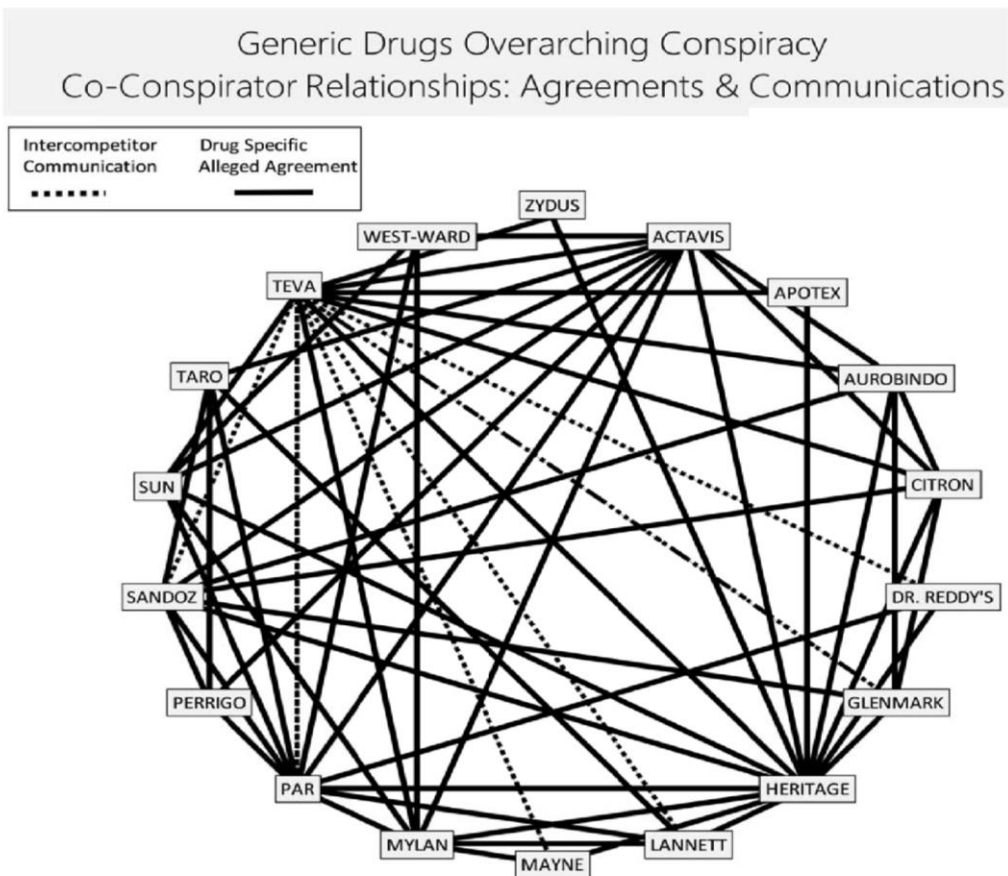 Generic Drugs Overarching Conspiracy
Co-Conspirator Relationships: Agreements & Communications
Intercompetitor Drug Specific
Communication Alleged Agreement
ZYDUS
WEST-WARD ACTAVIS
TEVA APOTEX
TARO AUROBINDO
SUN CITRON
SANDOZ DR. REDDY'S
PERRIGO GLENMARK
PAR HERITAGE
MYLAN LANNETT
MAYNE